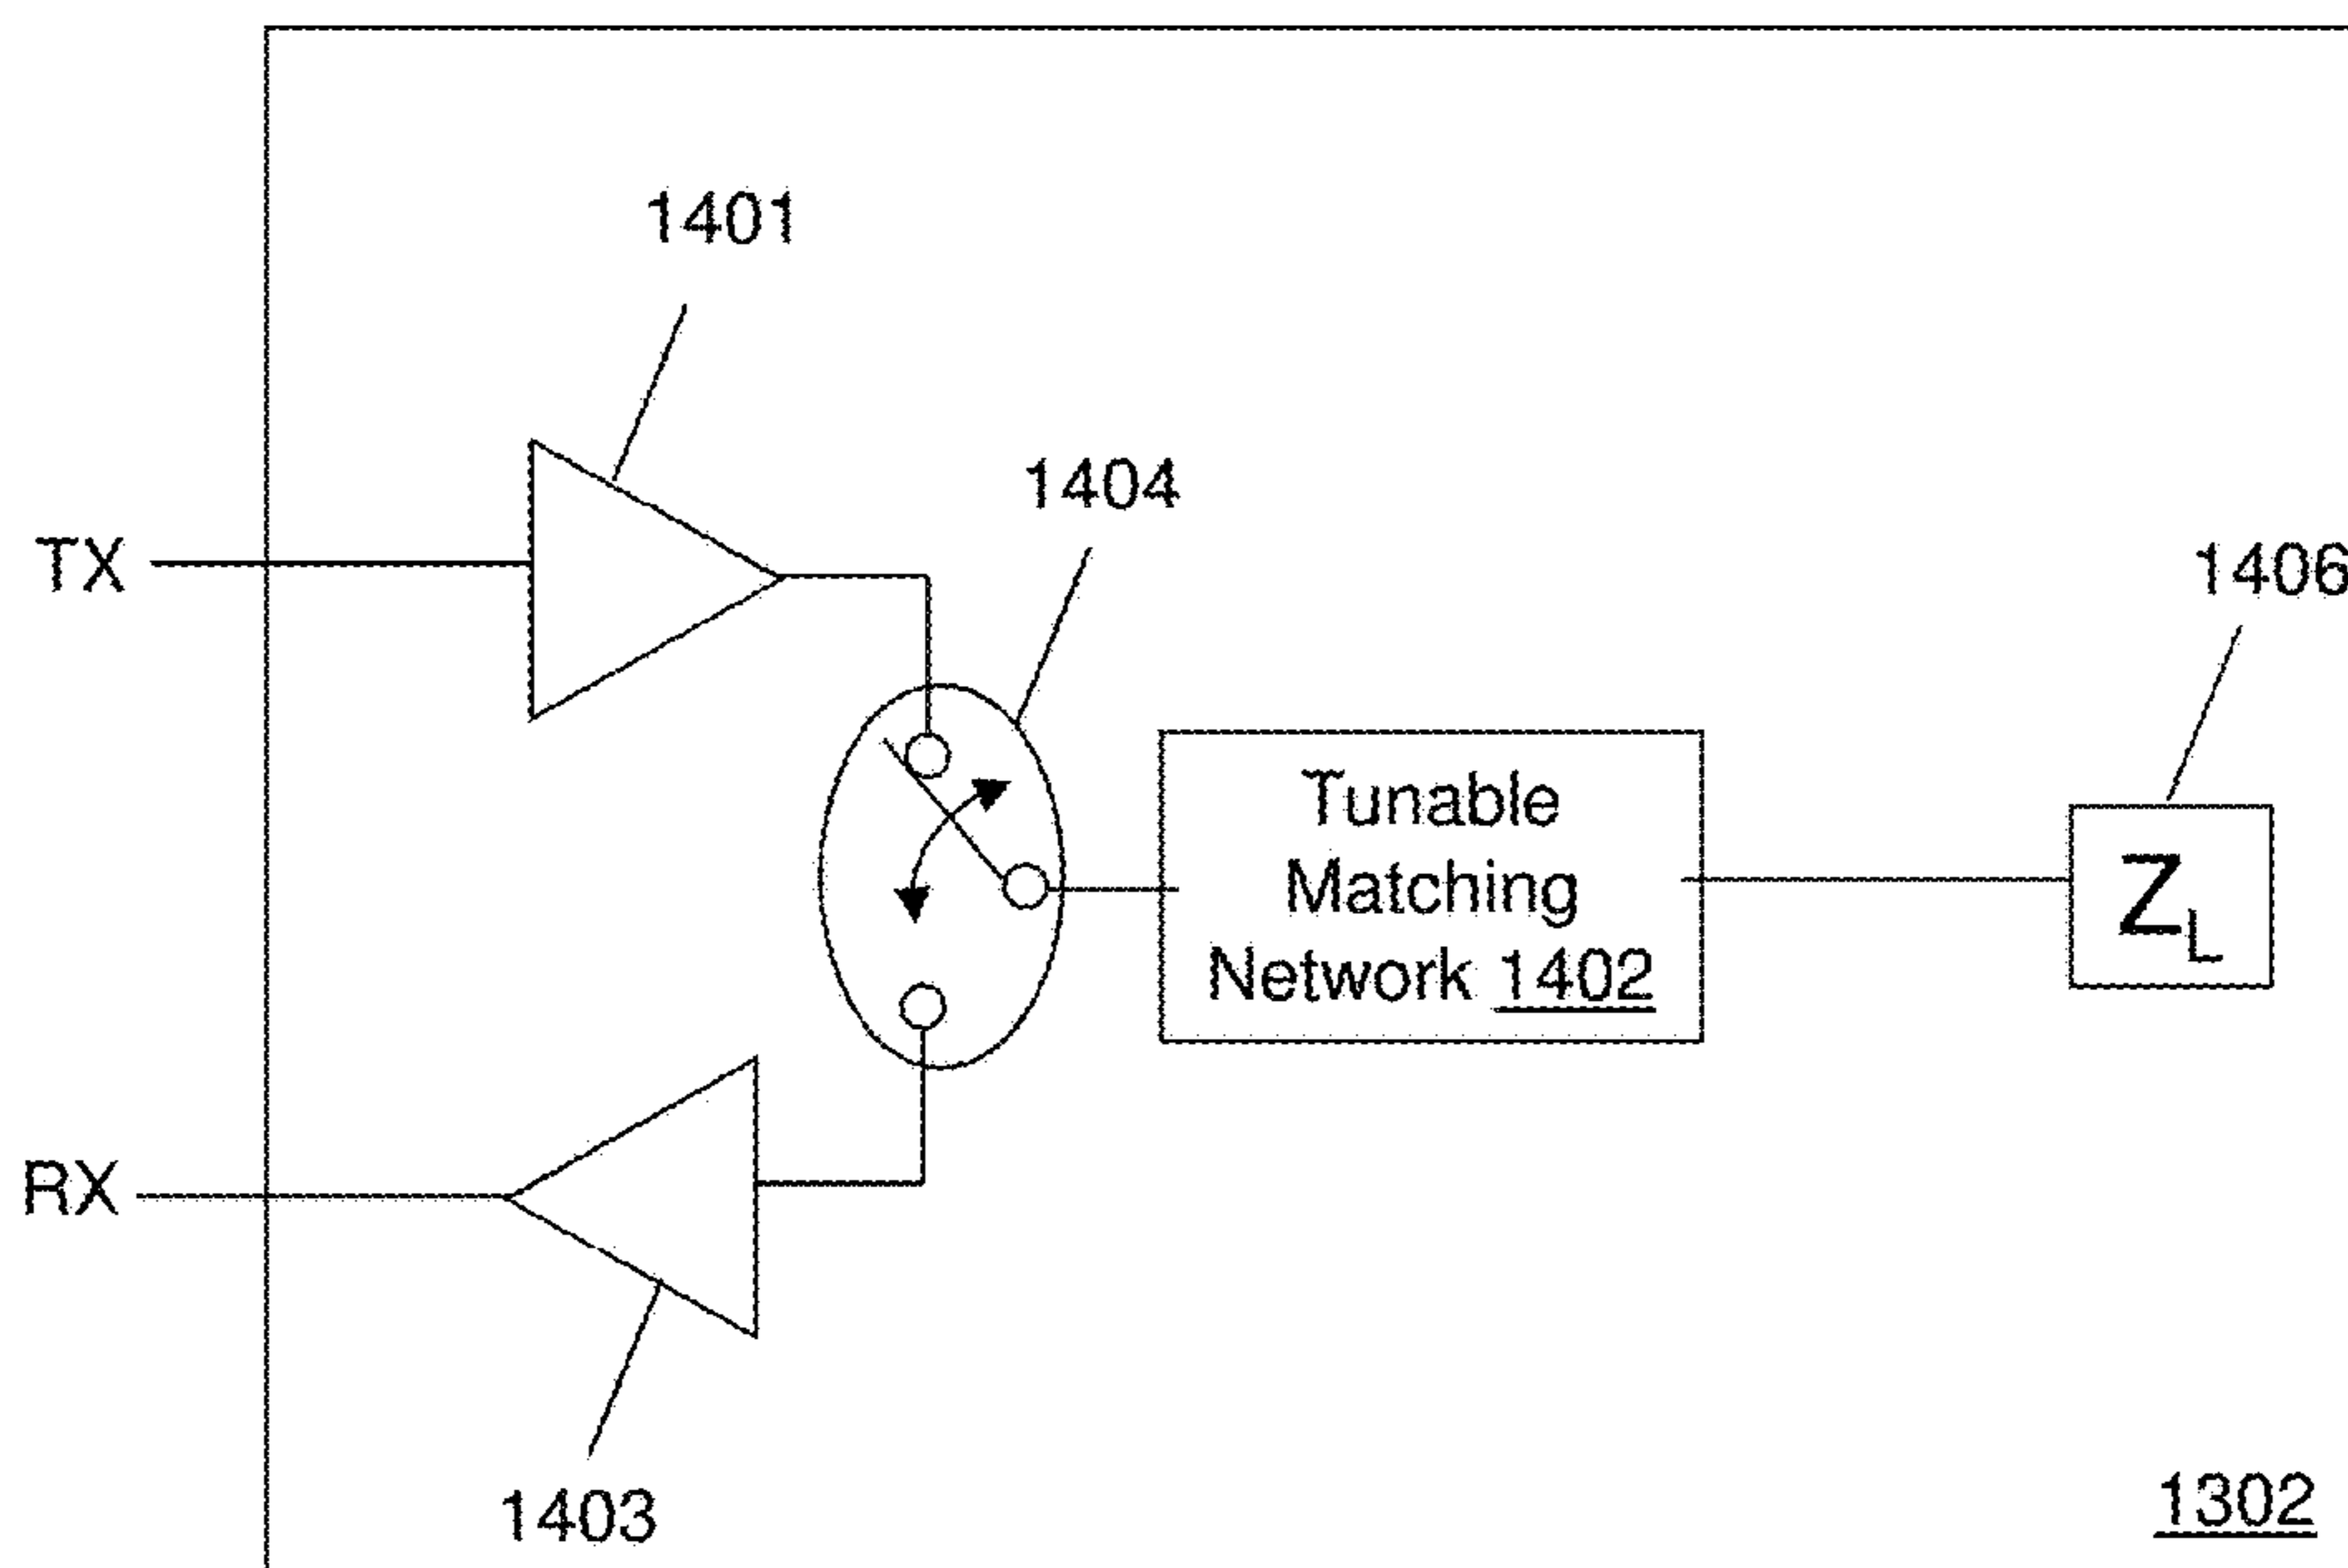 1401
1404
TX
1406
Tunable
Matching
Network 1402
Z_L
RX
1403
1302